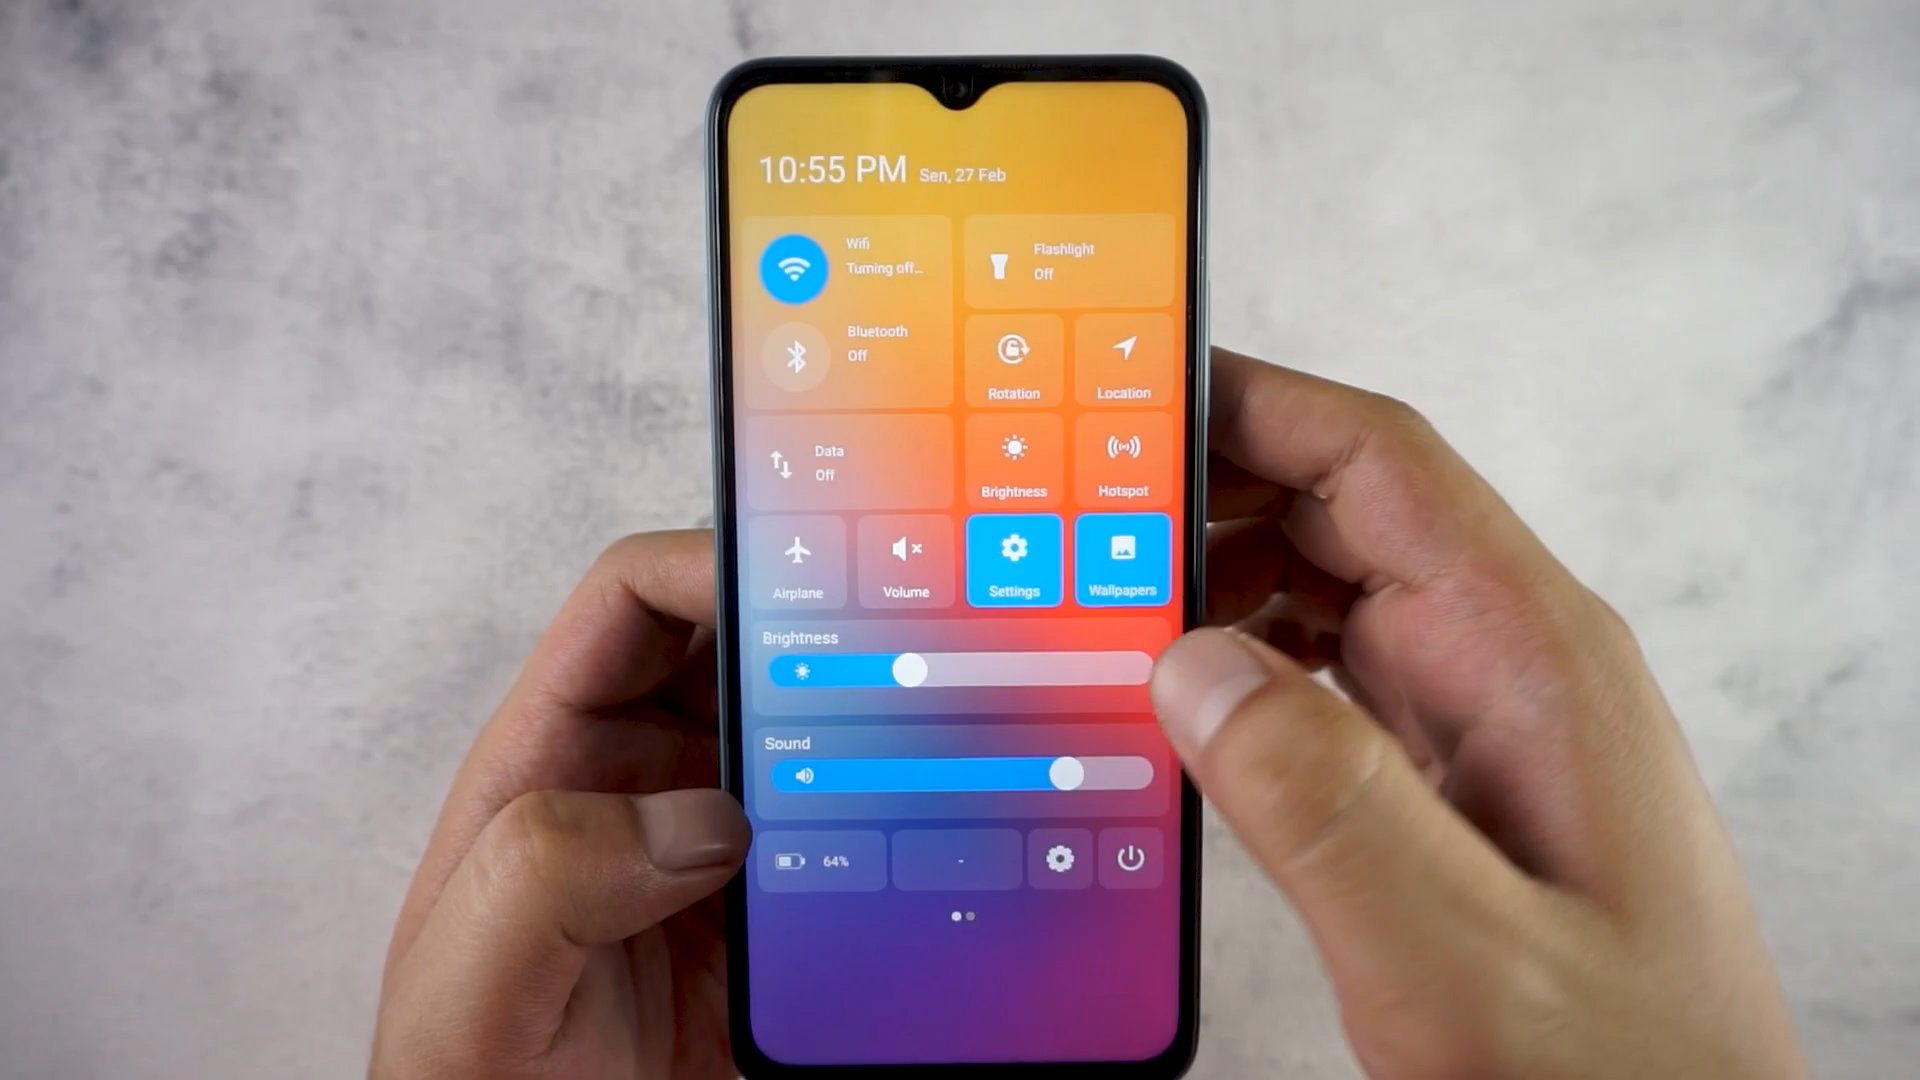 10:55 PM Sen, 27 Feb
Wifi
Turning off...
Flashlight
Off
Bluetooth
Off
Rotation
Location
Data
Off
Brightness
Hotspot
Airplane
Volume
Settings
Wallpapers
Brightness
Sound
64%
-